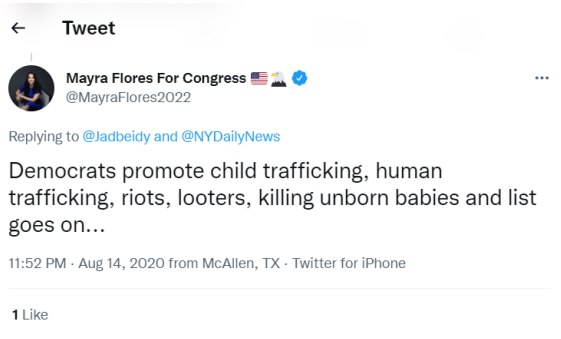 Tweet
Mayra Flores For Congress 🇺🇸🦅
@MayraFlores2022
Replying to @Jadbeidy and @NYDailyNews
Democrats promote child trafficking, human
trafficking, riots, looters, killing unborn babies and list
goes on...
11:52 PM · Aug 14, 2020 from McAllen, TX · Twitter for iPhone
1 Like